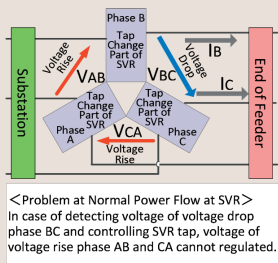 Phase B
Tap
Change
Part of
SVR
Voltage
Rise
VAB
VBC
Voltage
Drop
IB
IC
Substation
End of Feeder
Tap
Change
Part of
SVR
Phase
A
Tap
Change
Part of
SVR
Phase
C
VCA
Voltage
Rise
＜Problem at Normal Power Flow at SVR＞
In case of detecting voltage of voltage drop
phase BC and controlling SVR tap, voltage of
voltage rise phase AB and CA cannot regulated.